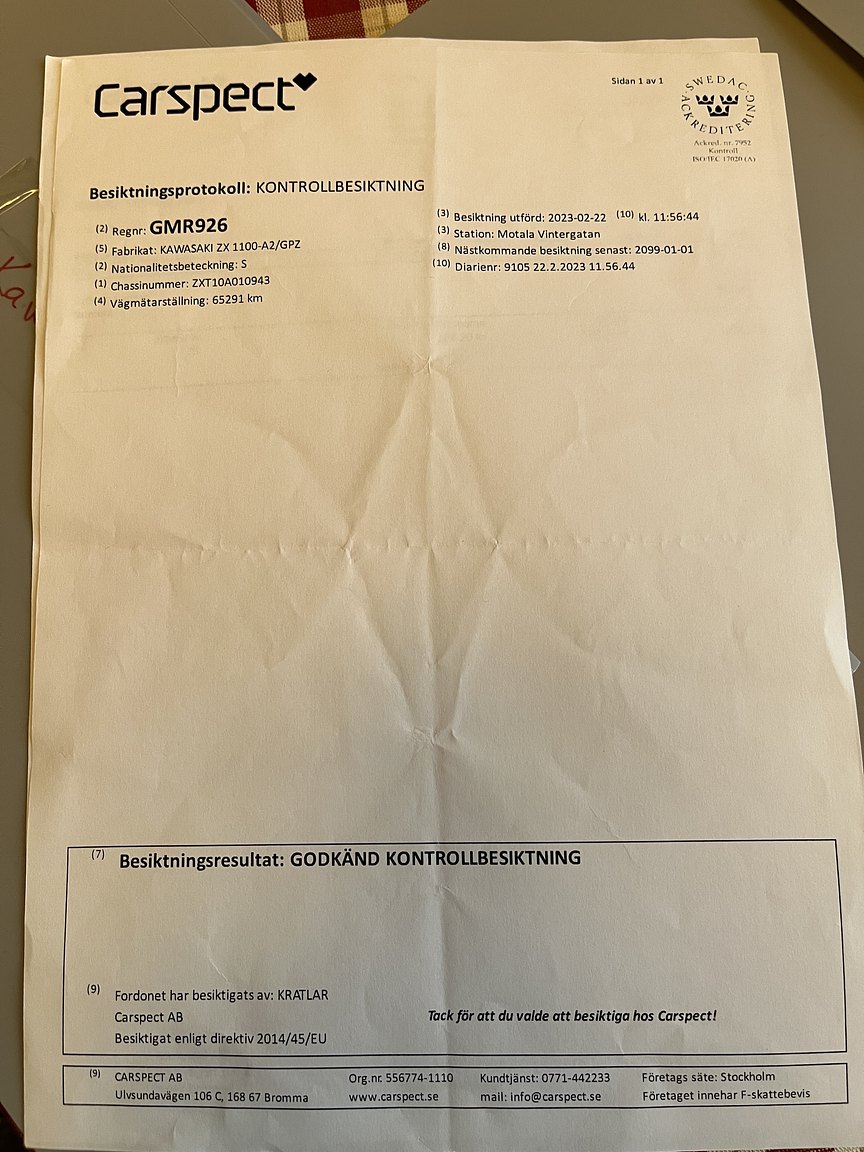 Carspect
Sidan 1 av 1
SWEDAC ACKREDITERING
Ackred. nr. 7952
Kontroll
ISO/IEC 17020 (A)
Besiktningsprotokoll: KONTROLLBESIKTNING
(2) Regnr: GMR926
(5) Fabrikat: KAWASAKI ZX 1100-A2/GPZ
(2) Nationalitetsbeteckning: S
(1) Chassinummer: ZXT10A010943
(4) Vägmätarställning: 65291 km
(3) Besiktning utförd: 2023-02-22 (10) kl. 11:56:44
(3) Station: Motala Vintergatan
(8) Nästkommande besiktning senast: 2099-01-01
(10) Diarienr: 9105 22.2.2023 11.56.44
(7) Besiktningsresultat: GODKÄND KONTROLLBESIKTNING
(9) Fordonet har besiktigats av: KRATLAR
Carspect AB
Besiktigat enligt direktiv 2014/45/EU
Tack för att du valde att besiktiga hos Carspect!
(9) CARSPECT AB
Ulvsundavägen 106 C, 168 67 Bromma
Org.nr. 556774-1110
www.carspect.se
Kundtjänst: 0771-442233
mail: info@carspect.se
Företags säte: Stockholm
Företaget innehar F-skattebevis